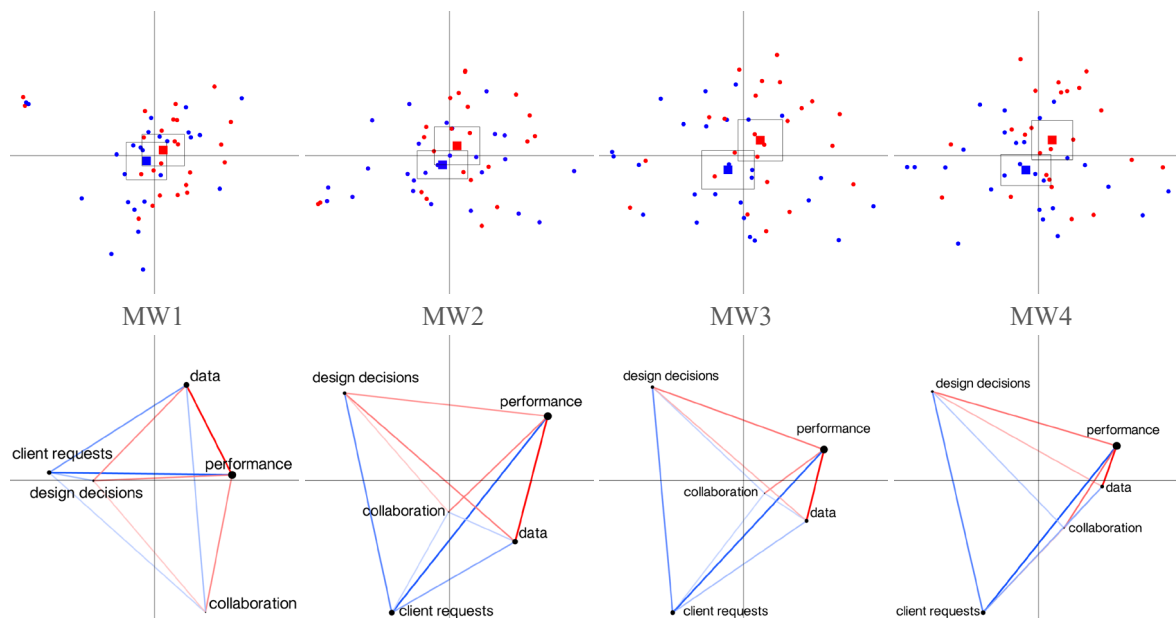 MW1
MW2
MW3
MW4
data
client requests
performance
design decisions
collaboration
design decisions
performance
collaboration
data
client requests
design decisions
performance
collaboration
data
client requests
design decisions
performance
data
collaboration
client requests